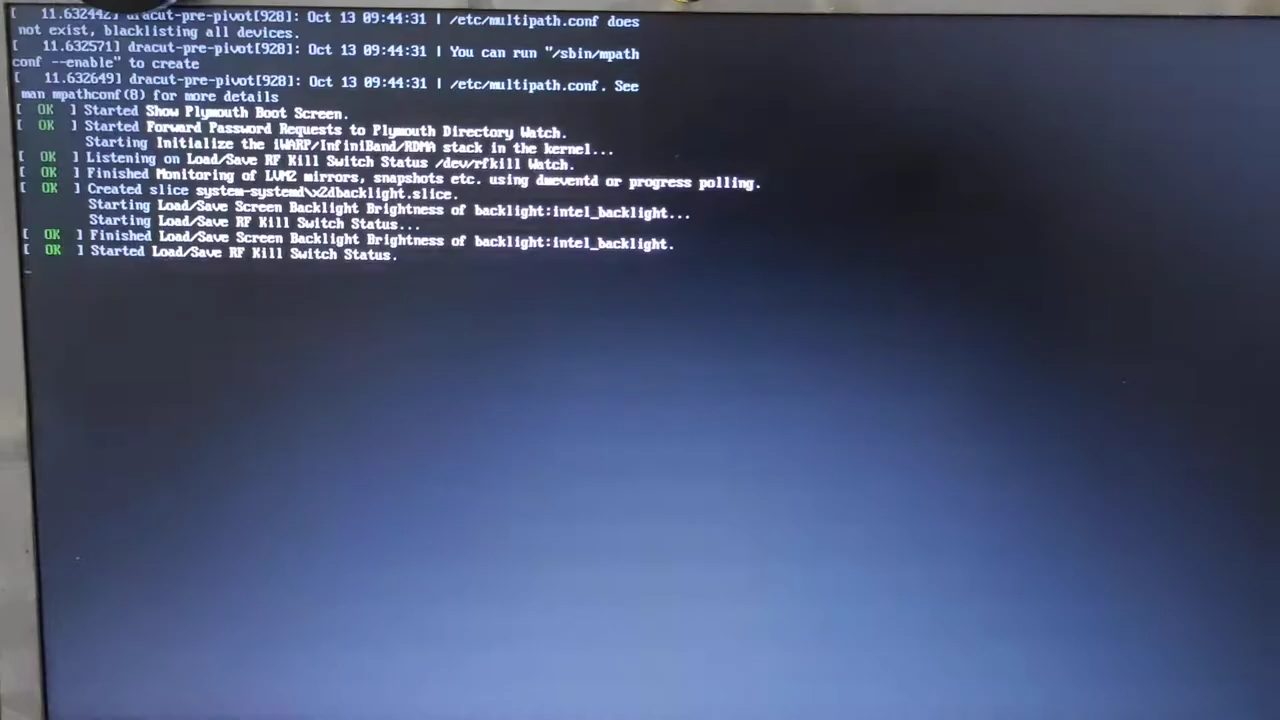 [   11.632442] dracut-pre-pivot[928]: Oct 13 09:44:31 | /etc/multipath.conf does
not exist, blacklisting all devices.
[   11.632571] dracut-pre-pivot[928]: Oct 13 09:44:31 | You can run "/sbin/mpath
conf --enable" to create
[   11.632649] dracut-pre-pivot[928]: Oct 13 09:44:31 | /etc/multipath.conf. See
man mpathconf(8) for more details
[  OK  ] Started Show Plymouth Boot Screen.
[  OK  ] Started Forward Password Requests to Plymouth Directory Watch.
Starting Initialize the iWARP/InfiniBand/RDMA stack in the kernel...
[  OK  ] Listening on Load/Save RF Kill Switch Status /dev/rfkill Watch.
[  OK  ] Finished Monitoring of LVM2 mirrors, snapshots etc. using dmeventd or progress polling.
[  OK  ] Created slice system-systemd\x2dbacklight.slice.
Starting Load/Save Screen Backlight Brightness of backlight:intel_backlight...
Starting Load/Save RF Kill Switch Status...
[  OK  ] Finished Load/Save Screen Backlight Brightness of backlight:intel_backlight.
[  OK  ] Started Load/Save RF Kill Switch Status.